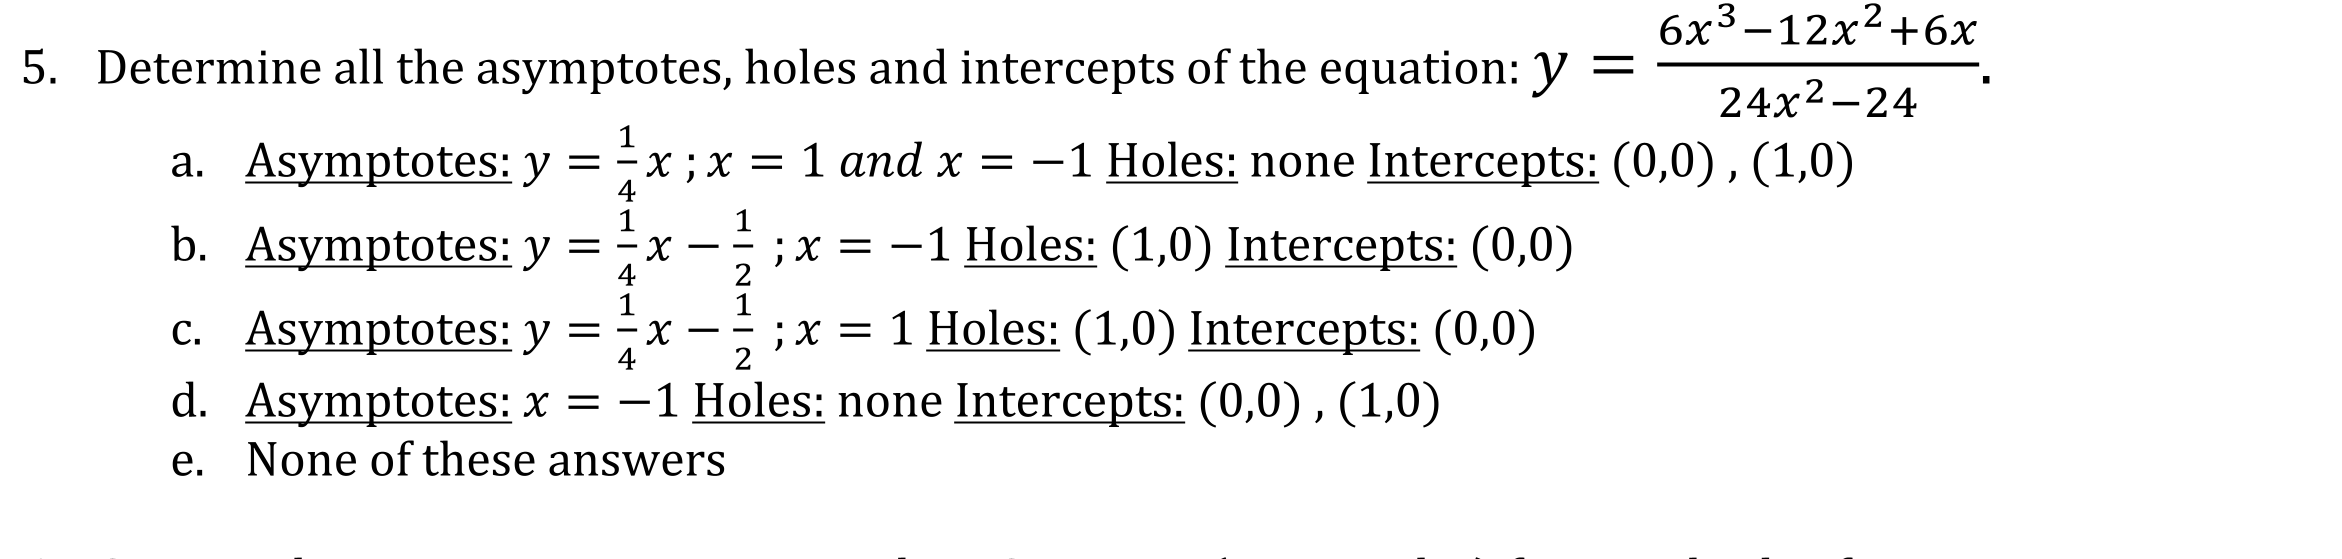 5. Determine all the asymptotes, holes and intercepts of the equation: y = \frac{6x^3-12x^2+6x}{24x^2-24}.
a. Asymptotes: y = \frac{1}{4}x ; x = 1 and x = −1 Holes: none Intercepts: (0,0) , (1,0)
b. Asymptotes: y = \frac{1}{4}x − \frac{1}{2} ; x = −1 Holes: (1,0) Intercepts: (0,0)
c. Asymptotes: y = \frac{1}{4}x − \frac{1}{2} ; x = 1 Holes: (1,0) Intercepts: (0,0)
d. Asymptotes: x = −1 Holes: none Intercepts: (0,0) , (1,0)
e. None of these answers